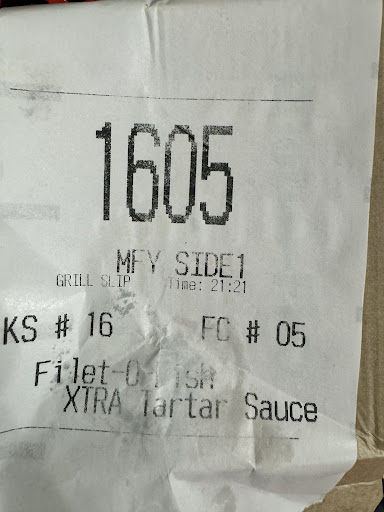 1605
MFY SIDE1
GRILL SLIP Time: 21:21
KS # 16 FC # 05
Filet-O-Fish
XTRA Tartar Sauce